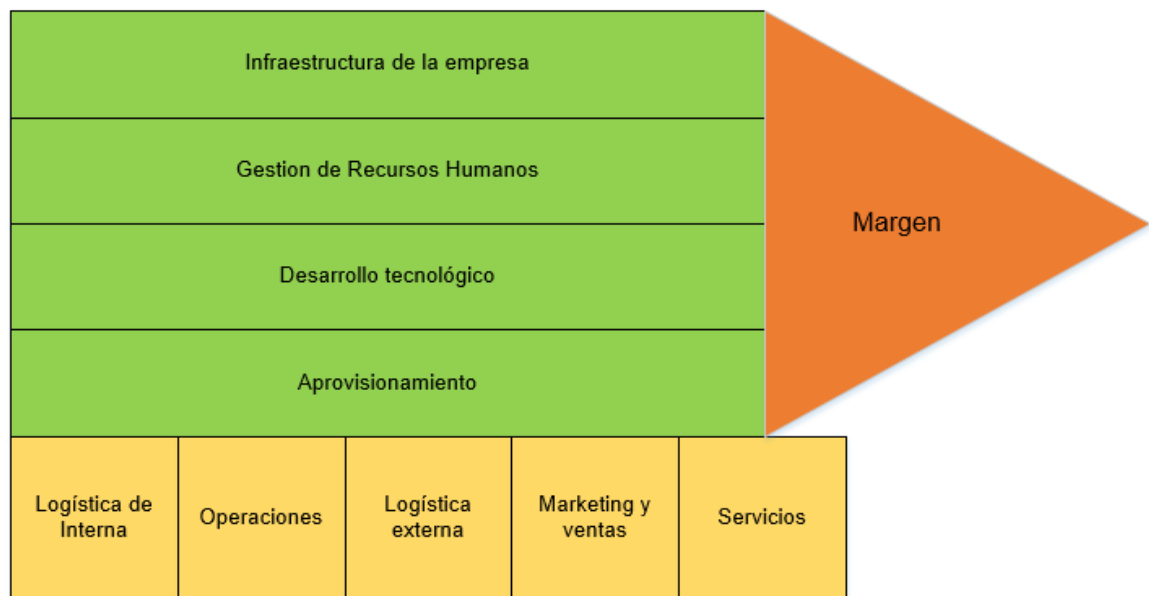 Infraestructura de la empresa
Gestion de Recursos Humanos
Margen
Desarrollo tecnológico
Aprovisionamiento
Logística de
Interna
Operaciones
Logística
externa
Marketing y
ventas
Servicios